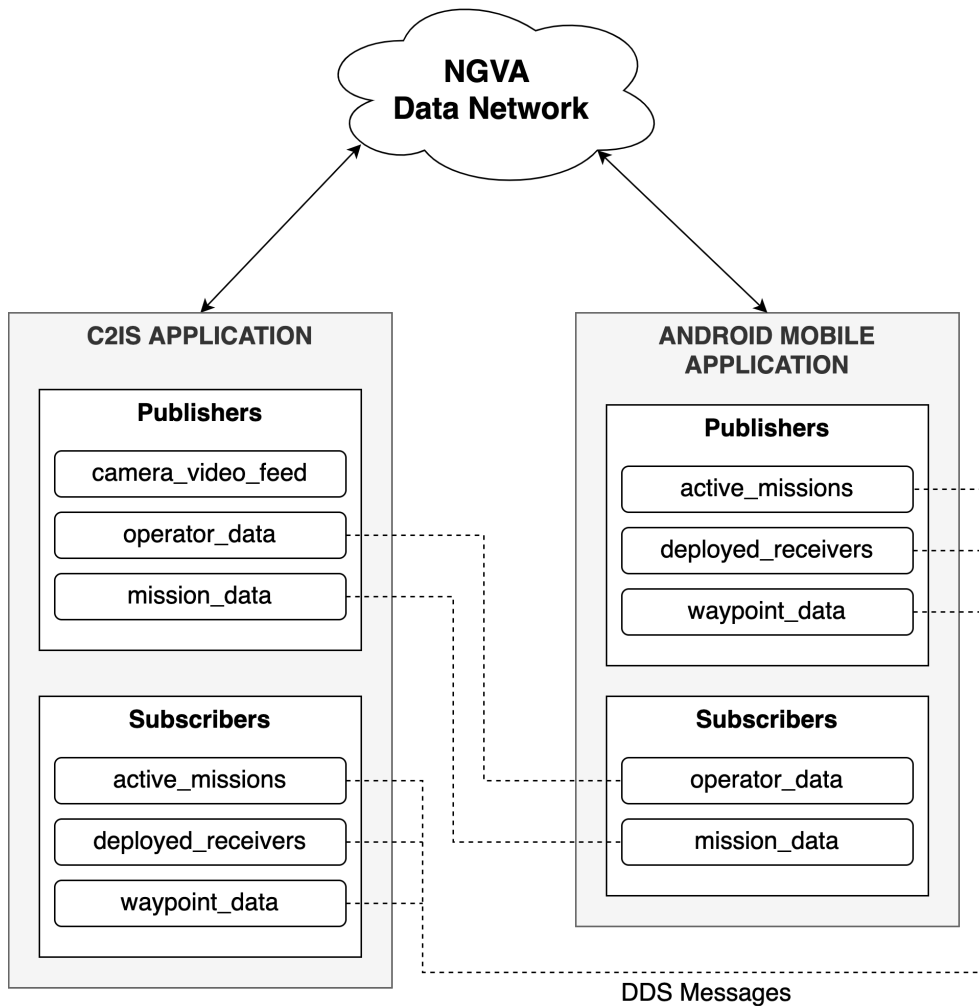 NGVA
Data Network
C2IS APPLICATION
Publishers
camera_video_feed
operator_data
mission_data
Subscribers
active_missions
deployed_receivers
waypoint_data
ANDROID MOBILE
APPLICATION
Publishers
active_missions
deployed_receivers
waypoint_data
Subscribers
operator_data
mission_data
DDS Messages